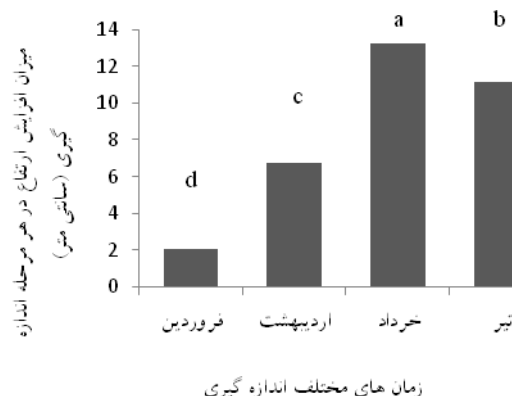 میزان افزایش ارتفاع در هر مرحله اندازه
گیری (سانتی متر)
14
12
10
8
6
4
2
0
d
c
a
b
فروردین
اردیبهشت
خرداد
تیر
زمان های مختلف اندازه گیری